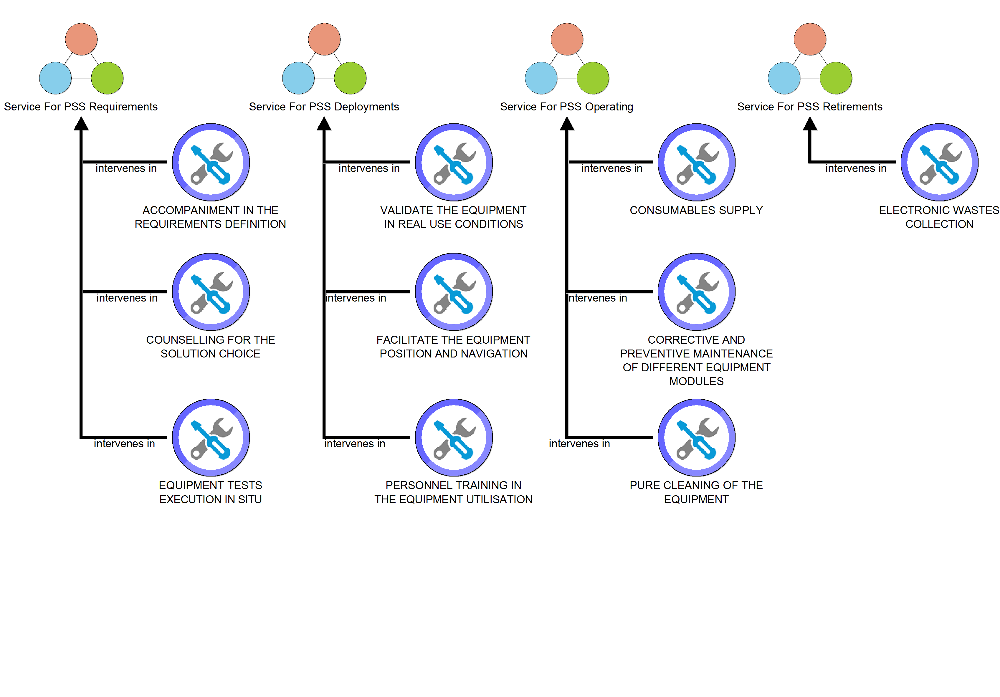 Service For PSS Requirements
Service For PSS Deployments
Service For PSS Operating
Service For PSS Retirements
intervenes in
intervenes in
intervenes in
intervenes in
ACCOMPANIMENT IN THE
REQUIREMENTS DEFINITION
VALIDATE THE EQUIPMENT
IN REAL USE CONDITIONS
CONSUMABLES SUPPLY
ELECTRONIC WASTES
COLLECTION
intervenes in
intervenes in
intervenes in
COUNSELLING FOR THE
SOLUTION CHOICE
FACILITATE THE EQUIPMENT
POSITION AND NAVIGATION
CORRECTIVE AND
PREVENTIVE MAINTENANCE
OF DIFFERENT EQUIPMENT
MODULES
intervenes in
intervenes in
intervenes in
EQUIPMENT TESTS
EXECUTION IN SITU
PERSONNEL TRAINING IN
THE EQUIPMENT UTILISATION
PURE CLEANING OF THE
EQUIPMENT